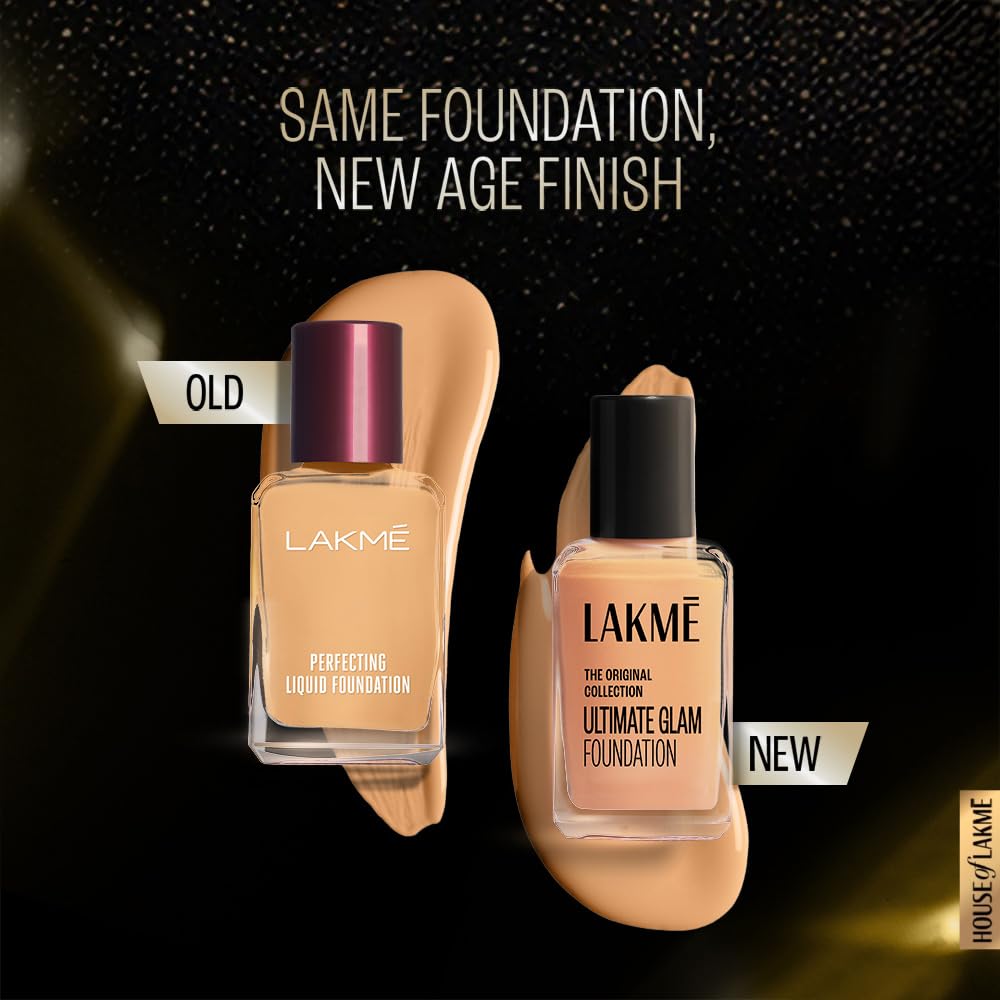 SAME FOUNDATION,
NEW AGE FINISH
OLD
LAKMÉ
PERFECTING
LIQUID FOUNDATION
LAKMĒ
THE ORIGINAL
COLLECTION
ULTIMATE GLAM
FOUNDATION
NEW
HOUSE of LAKMĒ